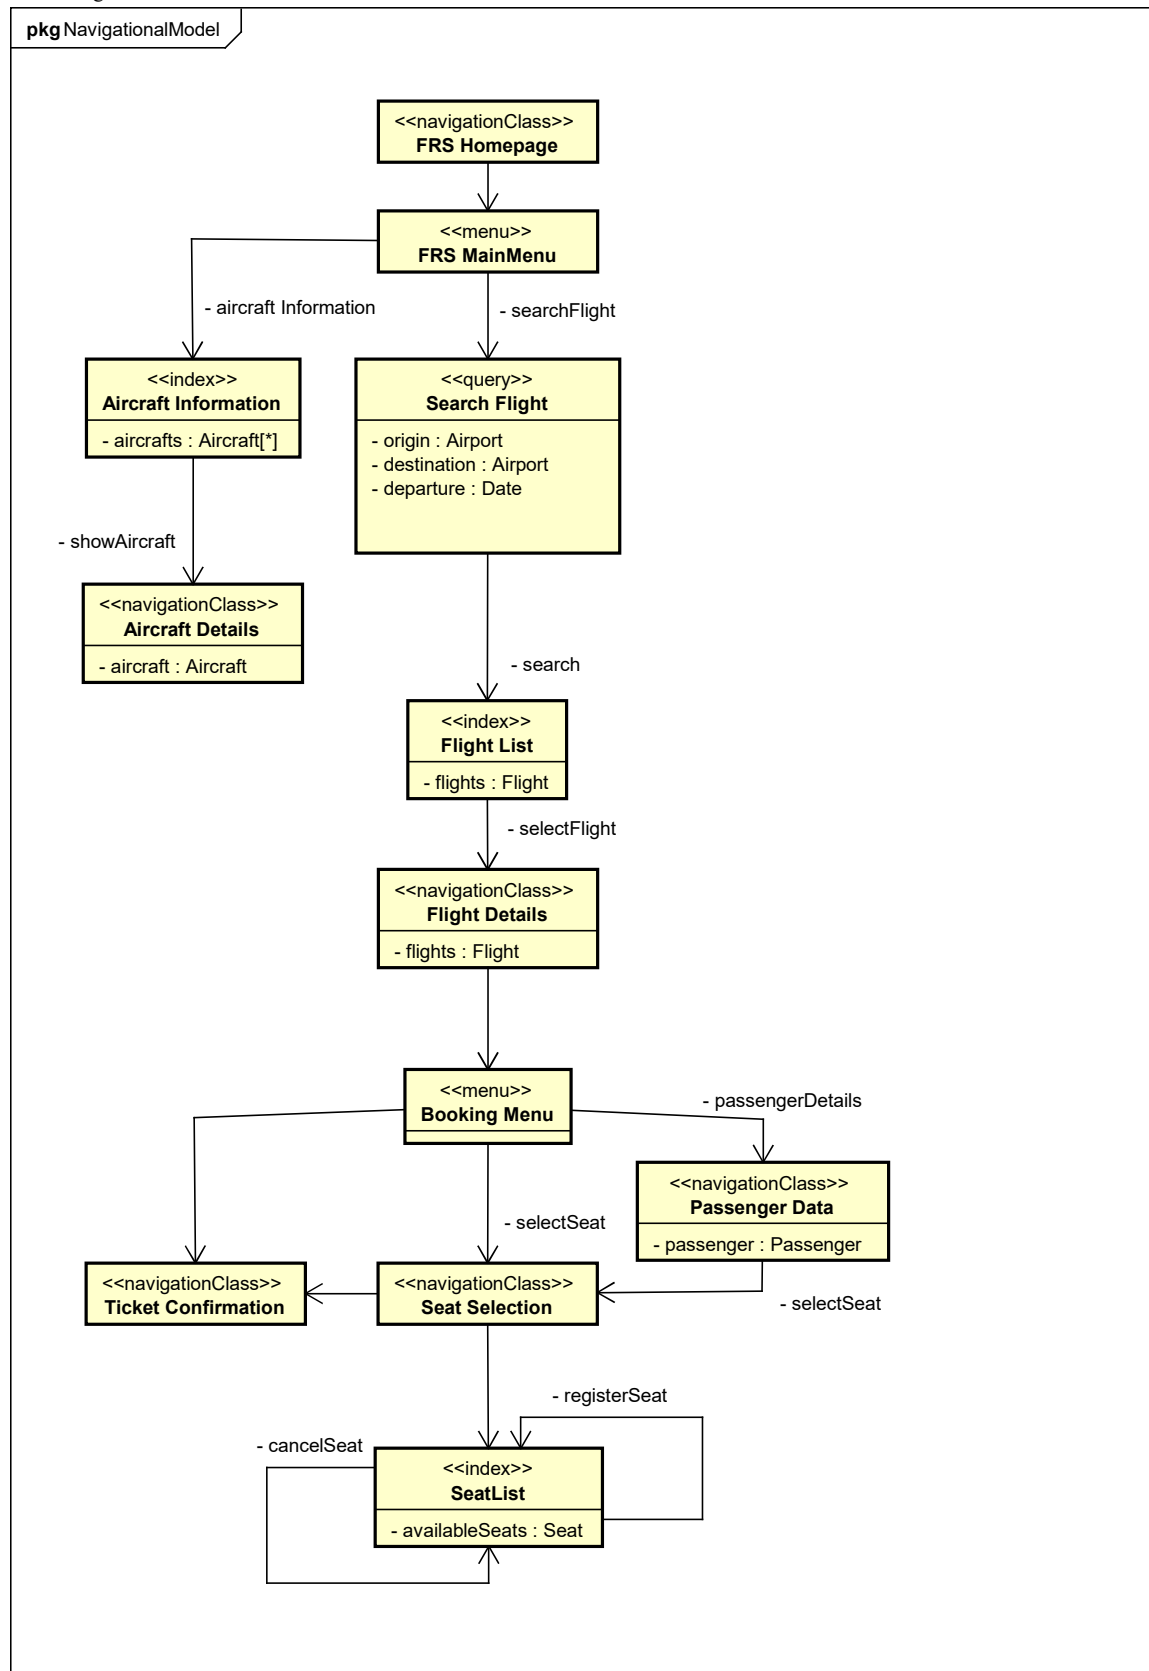 pkg NavigationalModel
<<navigationClass>>
FRS Homepage
<<menu>>
FRS MainMenu
- aircraft Information
- searchFlight
<<index>>
Aircraft Information
- aircrafts : Aircraft[*]
<<query>>
Search Flight
- origin : Airport
- destination : Airport
- departure : Date
- showAircraft
<<navigationClass>>
Aircraft Details
- aircraft : Aircraft
- search
<<index>>
Flight List
- flights : Flight
- selectFlight
<<navigationClass>>
Flight Details
- flights : Flight
<<menu>>
Booking Menu
- passengerDetails
<<navigationClass>>
Passenger Data
- passenger : Passenger
- selectSeat
<<navigationClass>>
Ticket Confirmation
<<navigationClass>>
Seat Selection
- selectSeat
- registerSeat
- cancelSeat
<<index>>
SeatList
- availableSeats : Seat